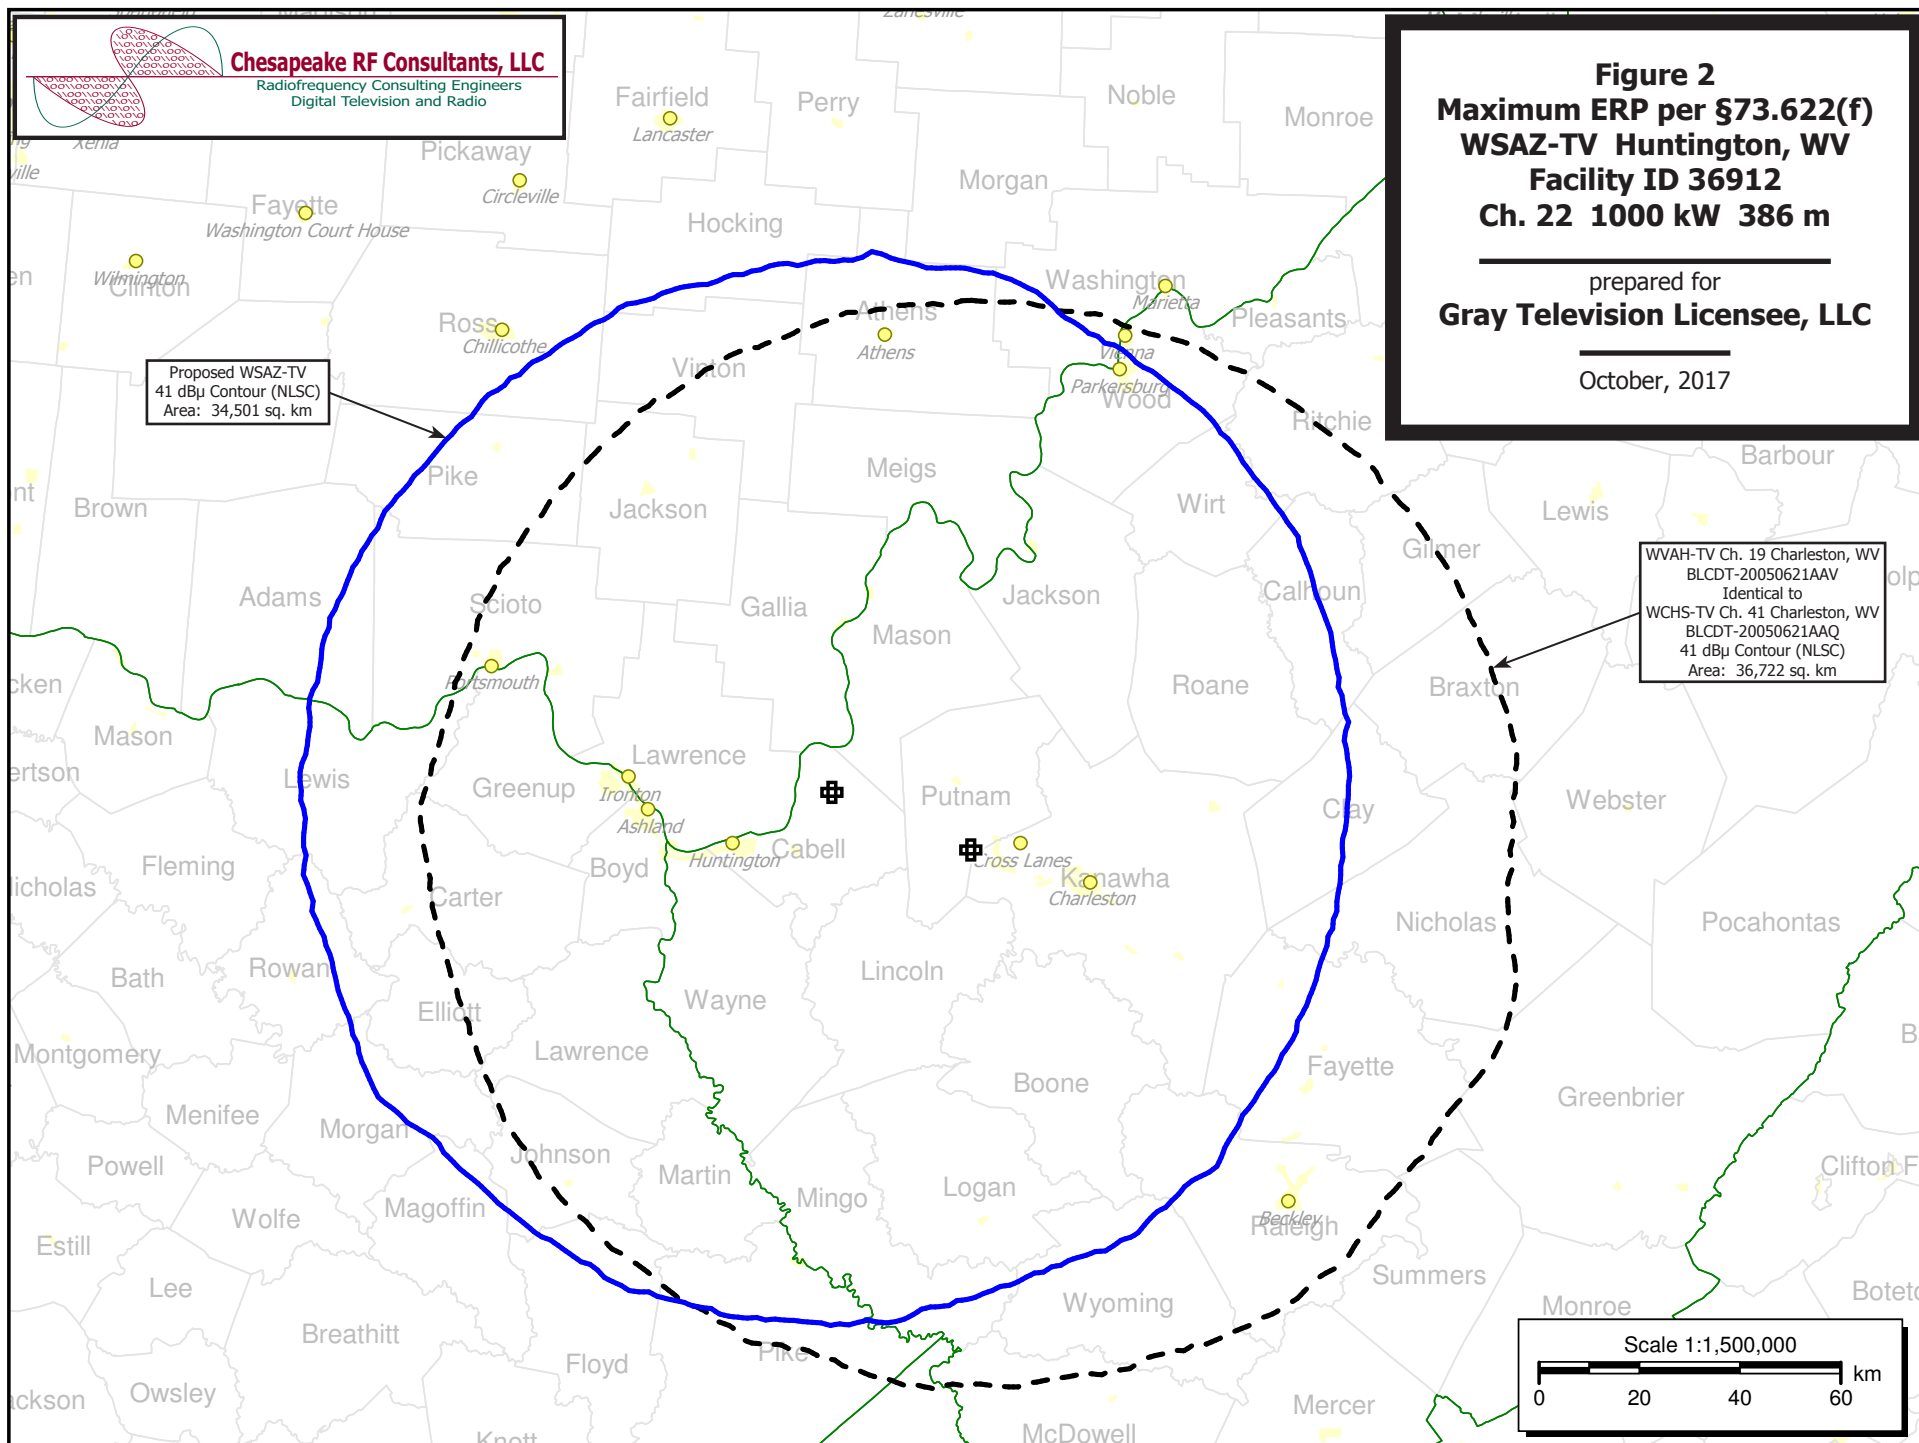 Chesapeake RF Consultants, LLC
Radiofrequency Consulting Engineers
Digital Television and Radio
Figure 2
Maximum ERP per §73.622(f)
WSAZ-TV Huntington, WV
Facility ID 36912
Ch. 22 1000 kW 386 m
prepared for
Gray Television Licensee, LLC
October, 2017
Proposed WSAZ-TV
41 dBµ Contour (NLSC)
Area: 34,501 sq. km
WVAH-TV Ch. 19 Charleston, WV
BLCDT-20050621AAV
Identical to
WCHS-TV Ch. 41 Charleston, WV
BLCDT-20050621AAQ
41 dBµ Contour (NLSC)
Area: 36,722 sq. km
Zanesville
Xenia
Fairfield
Lancaster
Perry
Noble
Monroe
Pickaway
Circleville
Morgan
Fayette
Washington Court House
Hocking
Wilmington
Clinton
Washington
Marietta
Ross
Chillicothe
Athens
Athens
Pleasants
Vienna
Vinton
Parkersburg
Wood
Ritchie
Barbour
Pike
Meigs
Brown
Jackson
Wirt
Lewis
Gilmer
Adams
Scioto
Gallia
Jackson
Calhoun
Mason
Portsmouth
Roane
Braxton
Mason
Lewis
Lawrence
Greenup
Ironton
Putnam
Clay
Webster
Ashland
Huntington
Cabell
Cross Lanes
Fleming
Boyd
Kanawha
Charleston
Carter
Nicholas
Pocahontas
Bath
Rowan
Lincoln
Wayne
Elliott
Montgomery
Lawrence
Boone
Fayette
Greenbrier
Menifee
Morgan
Johnson
Powell
Martin
Mingo
Logan
Clifton F
Magoffin
Wolfe
Beckley
Raleigh
Estill
Lee
Summers
Wyoming
Monroe
Breathitt
Floyd
Pike
Owsley
Mercer
McDowell
Knott
Scale 1:1,500,000
0 20 40 60 km